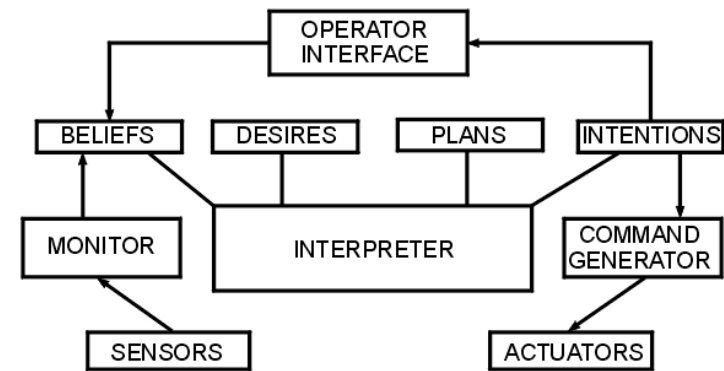 OPERATOR
INTERFACE
BELIEFS
DESIRES
PLANS
INTENTIONS
MONITOR
INTERPRETER
COMMAND
GENERATOR
SENSORS
ACTUATORS